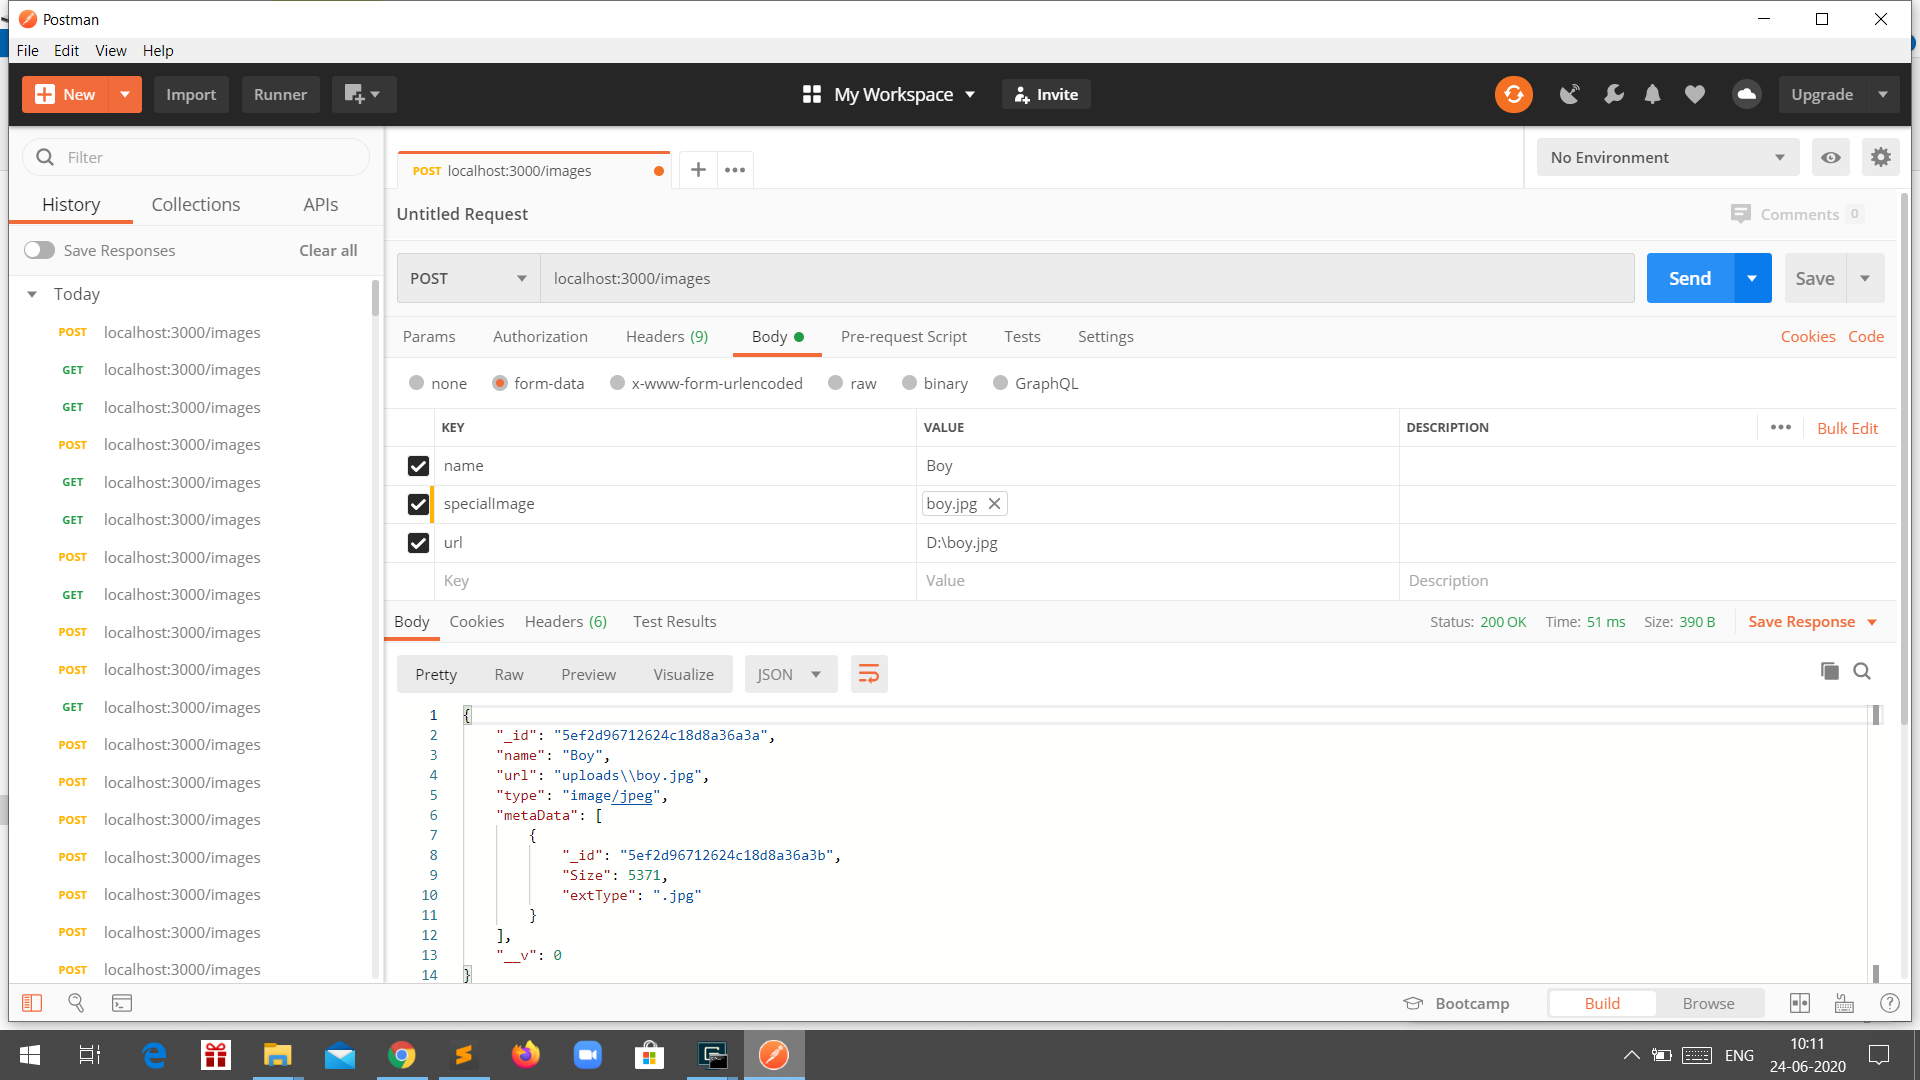 Postman
File Edit View Help
New Import Runner My Workspace Invite Upgrade
Filter
History Collections APIs
Save Responses Clear all
Today
POST localhost:3000/images
GET localhost:3000/images
GET localhost:3000/images
POST localhost:3000/images
GET localhost:3000/images
GET localhost:3000/images
POST localhost:3000/images
GET localhost:3000/images
POST localhost:3000/images
POST localhost:3000/images
GET localhost:3000/images
POST localhost:3000/images
POST localhost:3000/images
POST localhost:3000/images
POST localhost:3000/images
POST localhost:3000/images
POST localhost:3000/images
POST localhost:3000/images
POST localhost:3000/images
No Environment
Untitled Request Comments 0
POST localhost:3000/images Send Save
Params Authorization Headers (9) Body Pre-request Script Tests Settings Cookies Code
none form-data x-www-form-urlencoded raw binary GraphQL
KEY VALUE DESCRIPTION Bulk Edit
name Boy
specialImage boy.jpg
url D:\boy.jpg
Key Value Description
Body Cookies Headers (6) Test Results Status: 200 OK Time: 51 ms Size: 390 B Save Response
Pretty Raw Preview Visualize JSON
1 {
2 "_id": "5ef2d96712624c18d8a36a3a",
3 "name": "Boy",
4 "url": "uploads\\boy.jpg",
5 "type": "image/jpeg",
6 "metaData": [
7 {
8 "_id": "5ef2d96712624c18d8a36a3b",
9 "Size": 5371,
10 "extType": ".jpg"
11 }
12 ],
13 "__v": 0
14 }
Bootcamp Build Browse
ENG
10:11
24-06-2020